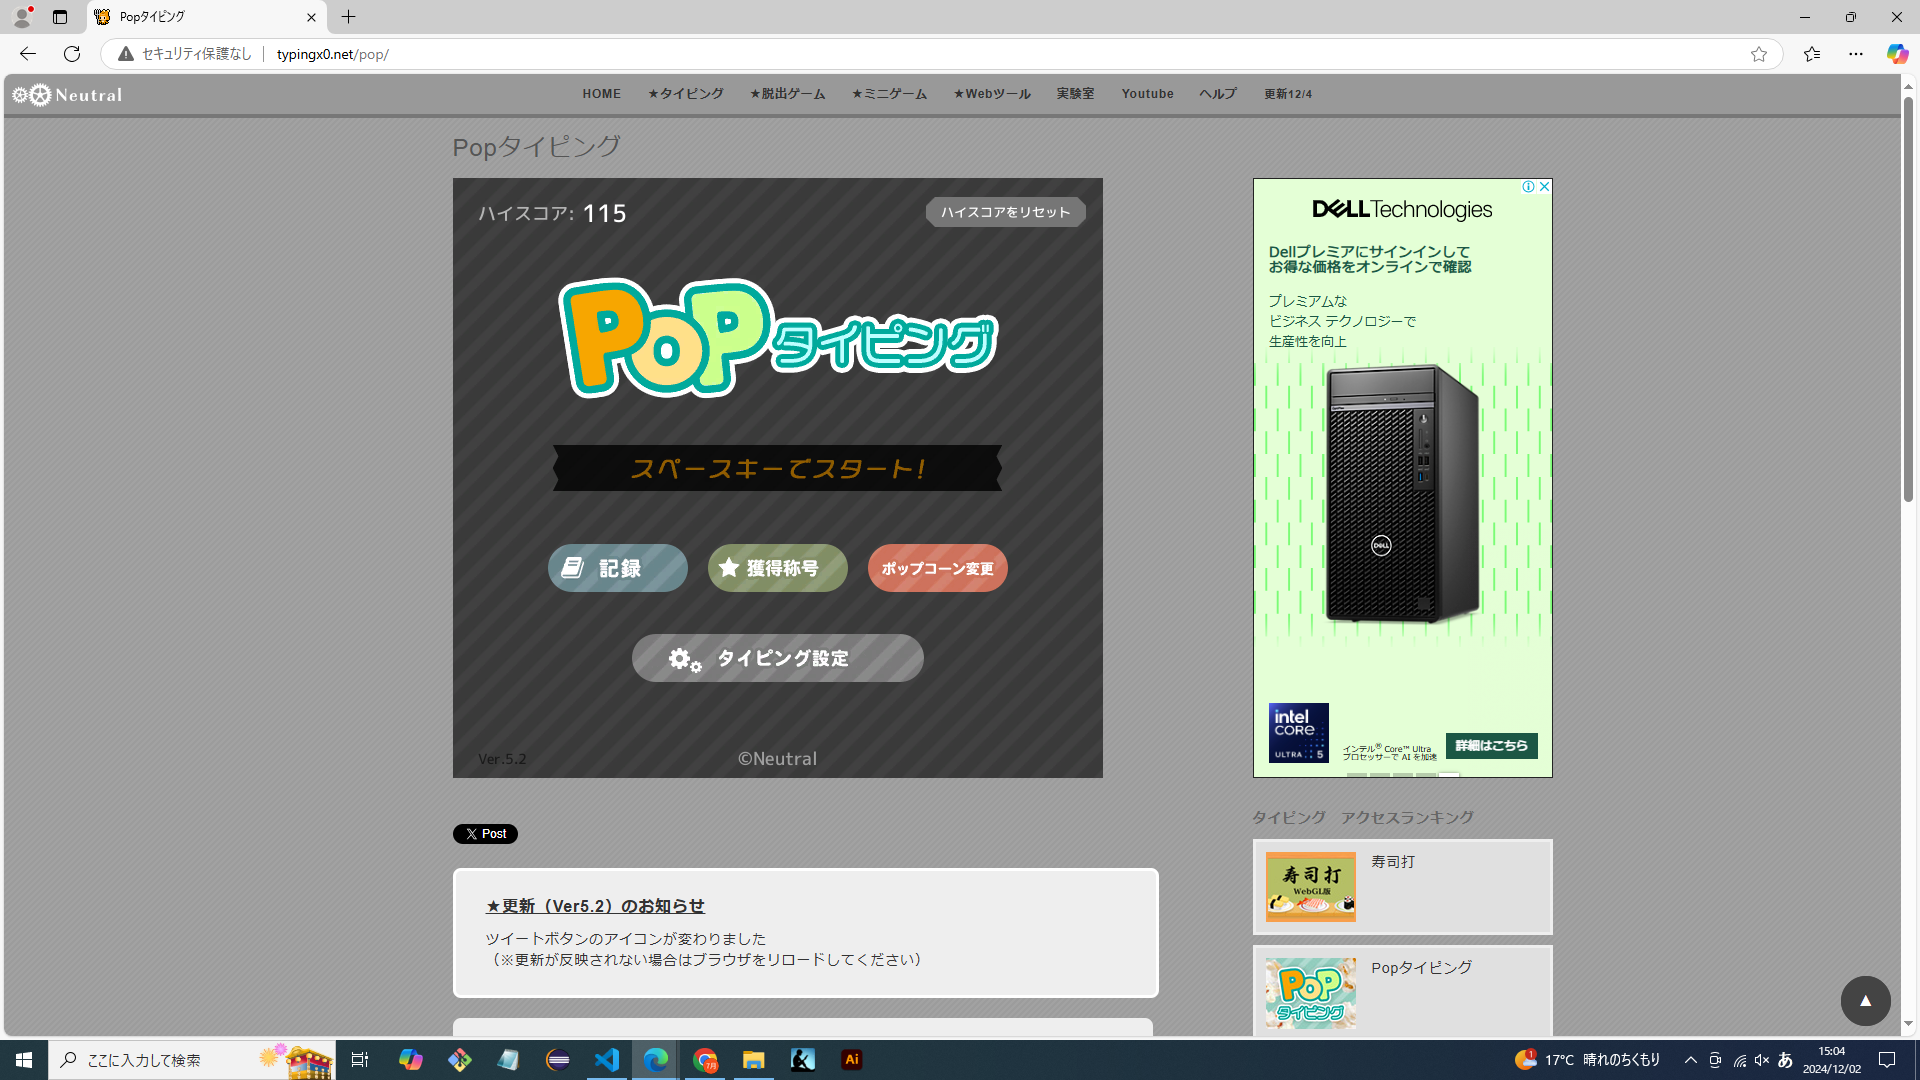 Popタイピング
セキュリティ保護なし
typingx0.net/pop/
Neutral
HOME
★タイピング
★脱出ゲーム
★ミニゲーム
★Webツール
実験室
Youtube
ヘルプ
更新12/4
Popタイピング
ハイスコア: 115
ハイスコアをリセット
PoPタイピング
スペースキーでスタート!
記録
獲得称号
ポップコーン変更
タイピング設定
Ver.5.2
©Neutral
DELLTechnologies
Dellプレミアにサインインして
お得な価格をオンラインで確認
プレミアムな
ビジネス テクノロジーで
生産性を向上
DELL
intel
CORE
ULTRA 5
インテル® Core™ Ultra
プロセッサーで AI を加速
詳細はこちら
Post
★更新（Ver5.2）のお知らせ
ツイートボタンのアイコンが変わりました
（※更新が反映されない場合はブラウザをリロードしてください）
タイピング アクセスランキング
寿司打
WebGL版
寿司打
PoP
タイピング
Popタイピング
ここに入力して検索
Ai
1
17°C 晴れのちくもり
あ
15:04
2024/12/02